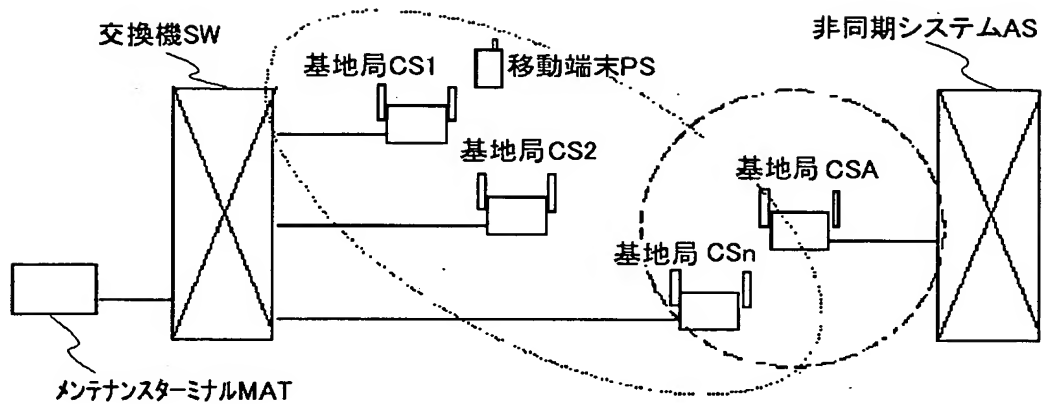 交換機SW
非同期システムAS
基地局CS1
移動端末PS
基地局CS2
基地局 CSA
基地局 CSn
メンテナンスターミナルMAT